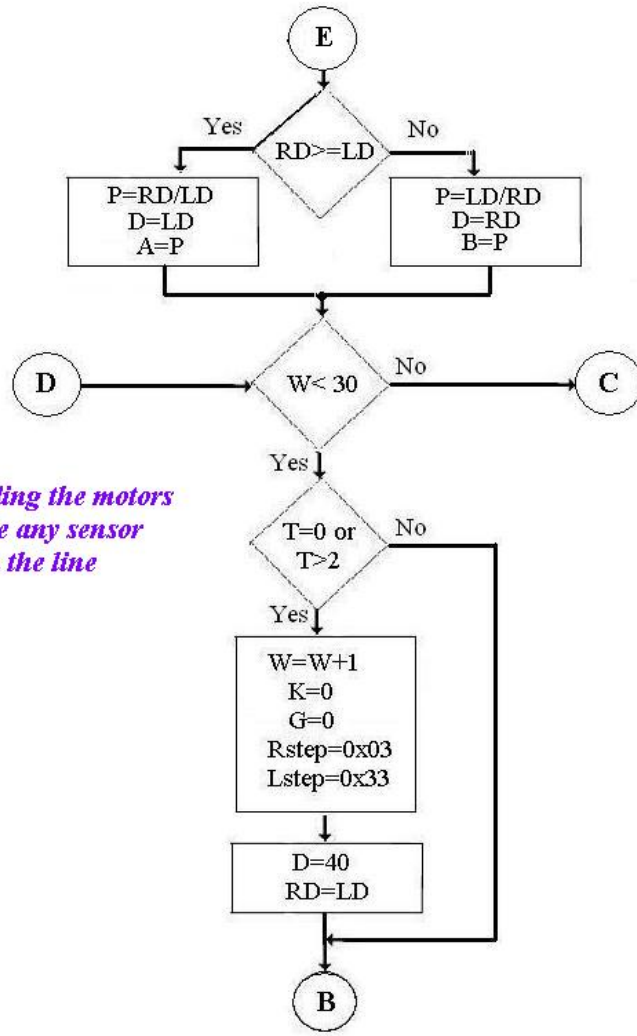 E
Yes
No
RD>=LD
P=RD/LD
D=LD
A=P
P=LD/RD
D=RD
B=P
D
W< 30
No
C
Yes
ding the motors
e any sensor
the line
T=0 or
T>2
No
Yes
W=W+1
K=0
G=0
Rstep=0x03
Lstep=0x33
D=40
RD=LD
B